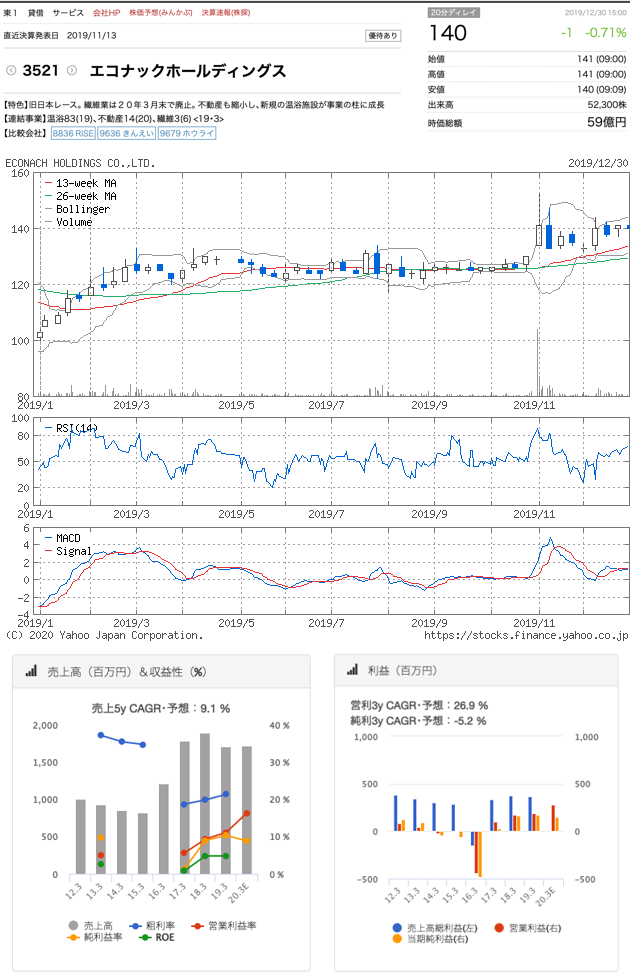 東１ 貸借 サービス 会社HP 株価予想(みんかぶ) 決算速報(株探)
20分ディレイ 2019/12/30 15:00
140 -1 -0.71%
直近決算発表日 2019/11/13 優待あり
3521 エコナックホールディングス
始値 141 (09:00)
高値 141 (09:00)
安値 140 (09:09)
出来高 52,300株
時価総額 59億円
【特色】旧日本レース。繊維業は２０年３月末で廃止。不動産も縮小し、新規の温浴施設が事業の柱に成長
【連結事業】温浴83(19)、不動産14(20)、繊維3(6) <19・3>
【比較会社】 8836 RISE 9636 きんえい 9679 ホウライ
ECONACH HOLDINGS CO.,LTD. 2019/12/30
160
13-week MA
26-week MA
Bollinger
Volume
140
120
100
80
2019/1 2019/3 2019/5 2019/7 2019/9 2019/11
100
RSI(14)
80
50
20
0
2019/1 2019/3 2019/5 2019/7 2019/9 2019/11
6
MACD
4
Signal
2
0
-2
-4
2019/1 2019/3 2019/5 2019/7 2019/9 2019/11
(C) 2020 Yahoo Japan Corporation. https://stocks.finance.yahoo.co.jp
売上高（百万円）＆収益性（%）
売上5y CAGR・予想：9.1 %
2,000 40 %
1,500 30 %
1,000 20 %
500 10 %
0 0 %
12.3 13.3 14.3 15.3 16.3 17.3 18.3 19.3 20.3E
売上高 粗利率 営業利益率
純利益率 ROE
利益（百万円）
営利3y CAGR・予想：26.9 %
純利3y CAGR・予想：-5.2 %
1,000 1,000
500 500
0 0
-500 -500
12.3 13.3 14.3 15.3 16.3 17.3 18.3 19.3 20.3E
売上高総利益(左) 営業利益(右)
当期純利益(右)